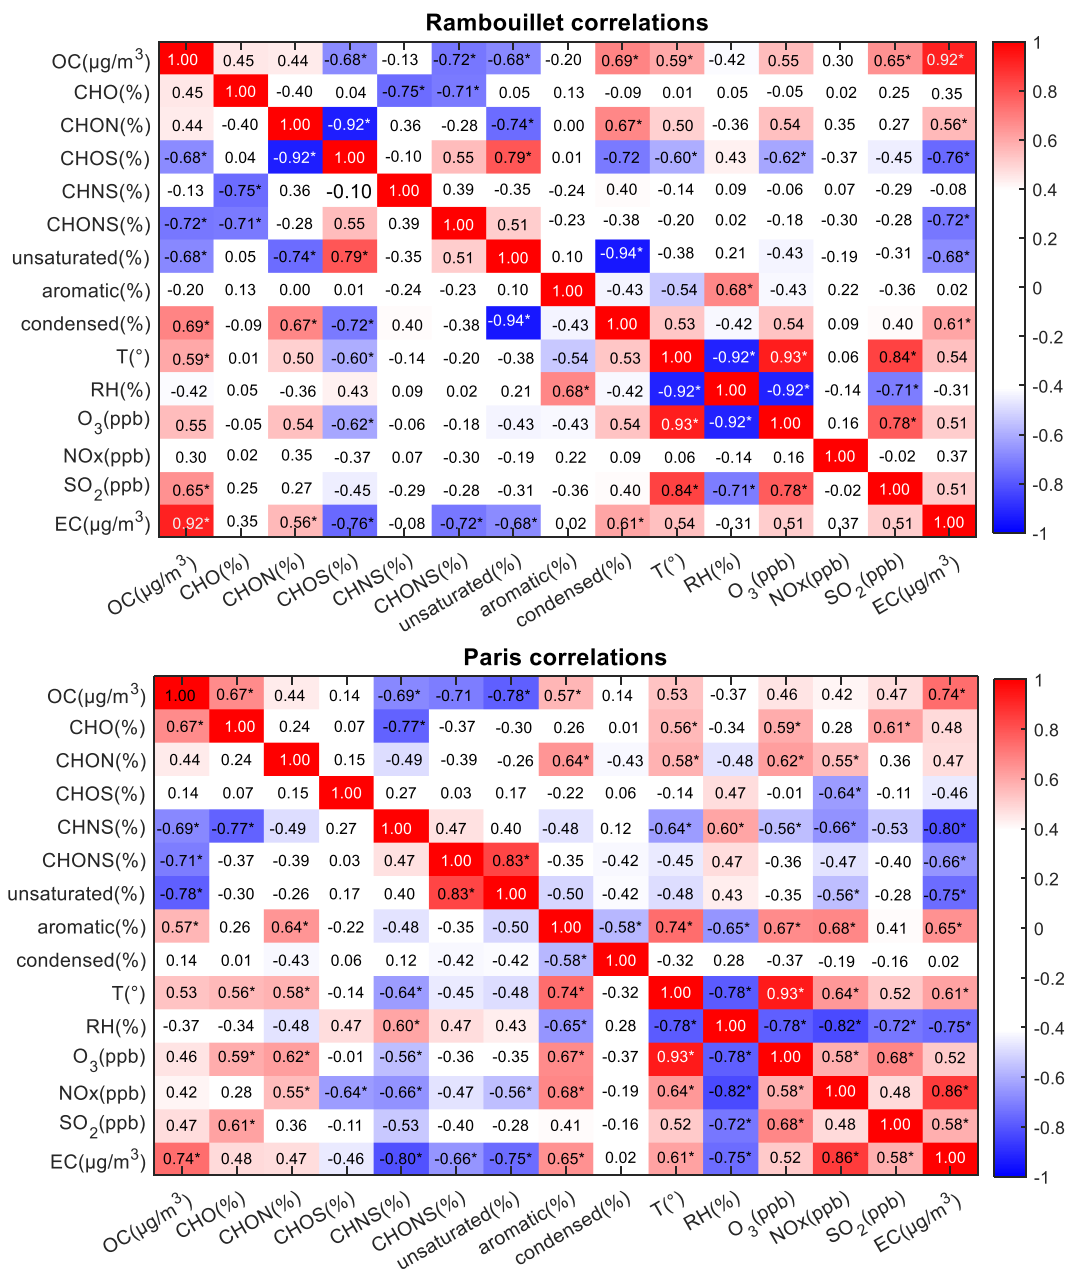 Rambouillet correlations
OC(μg/m³) 1.00 0.45 0.44 -0.68* -0.13 -0.72* -0.68* -0.20 0.69* 0.59* -0.42 0.55 0.30 0.65* 0.92* 1
CHO(%) 0.45 1.00 -0.40 0.04 -0.75* -0.71* 0.05 0.13 -0.09 0.01 0.05 -0.05 0.02 0.25 0.35 0.8
CHON(%) 0.44 -0.40 1.00 -0.92* 0.36 -0.28 -0.74* 0.00 0.67* 0.50 -0.36 0.54 0.35 0.27 0.56*
CHOS(%) -0.68* 0.04 -0.92* 1.00 -0.10 0.55 0.79* 0.01 -0.72 -0.60* 0.43 -0.62* -0.37 -0.45 -0.76* 0.6
CHNS(%) -0.13 -0.75* 0.36 -0.10 1.00 0.39 -0.35 -0.24 0.40 -0.14 0.09 -0.06 0.07 -0.29 -0.08 0.4
CHONS(%) -0.72* -0.71* -0.28 0.55 0.39 1.00 0.51 -0.23 -0.38 -0.20 0.02 -0.18 -0.30 -0.28 -0.72* 0.2
unsaturated(%) -0.68* 0.05 -0.74* 0.79* -0.35 0.51 1.00 0.10 -0.94* -0.38 0.21 -0.43 -0.19 -0.31 -0.68*
aromatic(%) -0.20 0.13 0.00 0.01 -0.24 -0.23 0.10 1.00 -0.43 -0.54 0.68* -0.43 0.22 -0.36 0.02 0
condensed(%) 0.69* -0.09 0.67* -0.72* 0.40 -0.38 -0.94* -0.43 1.00 0.53 -0.42 0.54 0.09 0.40 0.61* -0.2
T(°) 0.59* 0.01 0.50 -0.60* -0.14 -0.20 -0.38 -0.54 0.53 1.00 -0.92* 0.93* 0.06 0.84* 0.54
RH(%) -0.42 0.05 -0.36 0.43 0.09 0.02 0.21 0.68* -0.42 -0.92* 1.00 -0.92* -0.14 -0.71* -0.31 -0.4
O₃(ppb) 0.55 -0.05 0.54 -0.62* -0.06 -0.18 -0.43 -0.43 0.54 0.93* -0.92* 1.00 0.16 0.78* 0.51 -0.6
NOx(ppb) 0.30 0.02 0.35 -0.37 0.07 -0.30 -0.19 0.22 0.09 0.06 -0.14 0.16 1.00 -0.02 0.37
SO₂(ppb) 0.65* 0.25 0.27 -0.45 -0.29 -0.28 -0.31 -0.36 0.40 0.84* -0.71* 0.78* -0.02 1.00 0.51 -0.8
EC(μg/m³) 0.92* 0.35 0.56* -0.76* -0.08 -0.72* -0.68* 0.02 0.61* 0.54 -0.31 0.51 0.37 0.51 1.00 -1
OC(μg/m³) CHO(%) CHON(%) CHOS(%) CHNS(%) CHONS(%) unsaturated(%) aromatic(%) condensed(%) T(°) RH(%) O₃(ppb) NOx(ppb) SO₂(ppb) EC(μg/m³)
Paris correlations
OC(μg/m³) 1.00 0.67* 0.44 0.14 -0.69* -0.71 -0.78* 0.57* 0.14 0.53 -0.37 0.46 0.42 0.47 0.74* 1
CHO(%) 0.67* 1.00 0.24 0.07 -0.77* -0.37 -0.30 0.26 0.01 0.56* -0.34 0.59* 0.28 0.61* 0.48 0.8
CHON(%) 0.44 0.24 1.00 0.15 -0.49 -0.39 -0.26 0.64* -0.43 0.58* -0.48 0.62* 0.55* 0.36 0.47
CHOS(%) 0.14 0.07 0.15 1.00 0.27 0.03 0.17 -0.22 0.06 -0.14 0.47 -0.01 -0.64* -0.11 -0.46 0.6
CHNS(%) -0.69* -0.77* -0.49 0.27 1.00 0.47 0.40 -0.48 0.12 -0.64* 0.60* -0.56* -0.66* -0.53 -0.80* 0.4
CHONS(%) -0.71* -0.37 -0.39 0.03 0.47 1.00 0.83* -0.35 -0.42 -0.45 0.47 -0.36 -0.47 -0.40 -0.66* 0.2
unsaturated(%) -0.78* -0.30 -0.26 0.17 0.40 0.83* 1.00 -0.50 -0.42 -0.48 0.43 -0.35 -0.56* -0.28 -0.75*
aromatic(%) 0.57* 0.26 0.64* -0.22 -0.48 -0.35 -0.50 1.00 -0.58* 0.74* -0.65* 0.67* 0.68* 0.41 0.65* 0
condensed(%) 0.14 0.01 -0.43 0.06 0.12 -0.42 -0.42 -0.58* 1.00 -0.32 0.28 -0.37 -0.19 -0.16 0.02 -0.2
T(°) 0.53 0.56* 0.58* -0.14 -0.64* -0.45 -0.48 0.74* -0.32 1.00 -0.78* 0.93* 0.64* 0.52 0.61*
RH(%) -0.37 -0.34 -0.48 0.47 0.60* 0.47 0.43 -0.65* 0.28 -0.78* 1.00 -0.78* -0.82* -0.72* -0.75* -0.4
O₃(ppb) 0.46 0.59* 0.62* -0.01 -0.56* -0.36 -0.35 0.67* -0.37 0.93* -0.78* 1.00 0.58* 0.68* 0.52 -0.6
NOx(ppb) 0.42 0.28 0.55* -0.64* -0.66* -0.47 -0.56* 0.68* -0.19 0.64* -0.82* 0.58* 1.00 0.48 0.86*
SO₂(ppb) 0.47 0.61* 0.36 -0.11 -0.53 -0.40 -0.28 0.41 -0.16 0.52 -0.72* 0.68* 0.48 1.00 0.58* -0.8
EC(μg/m³) 0.74* 0.48 0.47 -0.46 -0.80* -0.66* -0.75* 0.65* 0.02 0.61* -0.75* 0.52 0.86* 0.58* 1.00 -1
OC(μg/m³) CHO(%) CHON(%) CHOS(%) CHNS(%) CHONS(%) unsaturated(%) aromatic(%) condensed(%) T(°) RH(%) O₃(ppb) NOx(ppb) SO₂(ppb) EC(μg/m³)